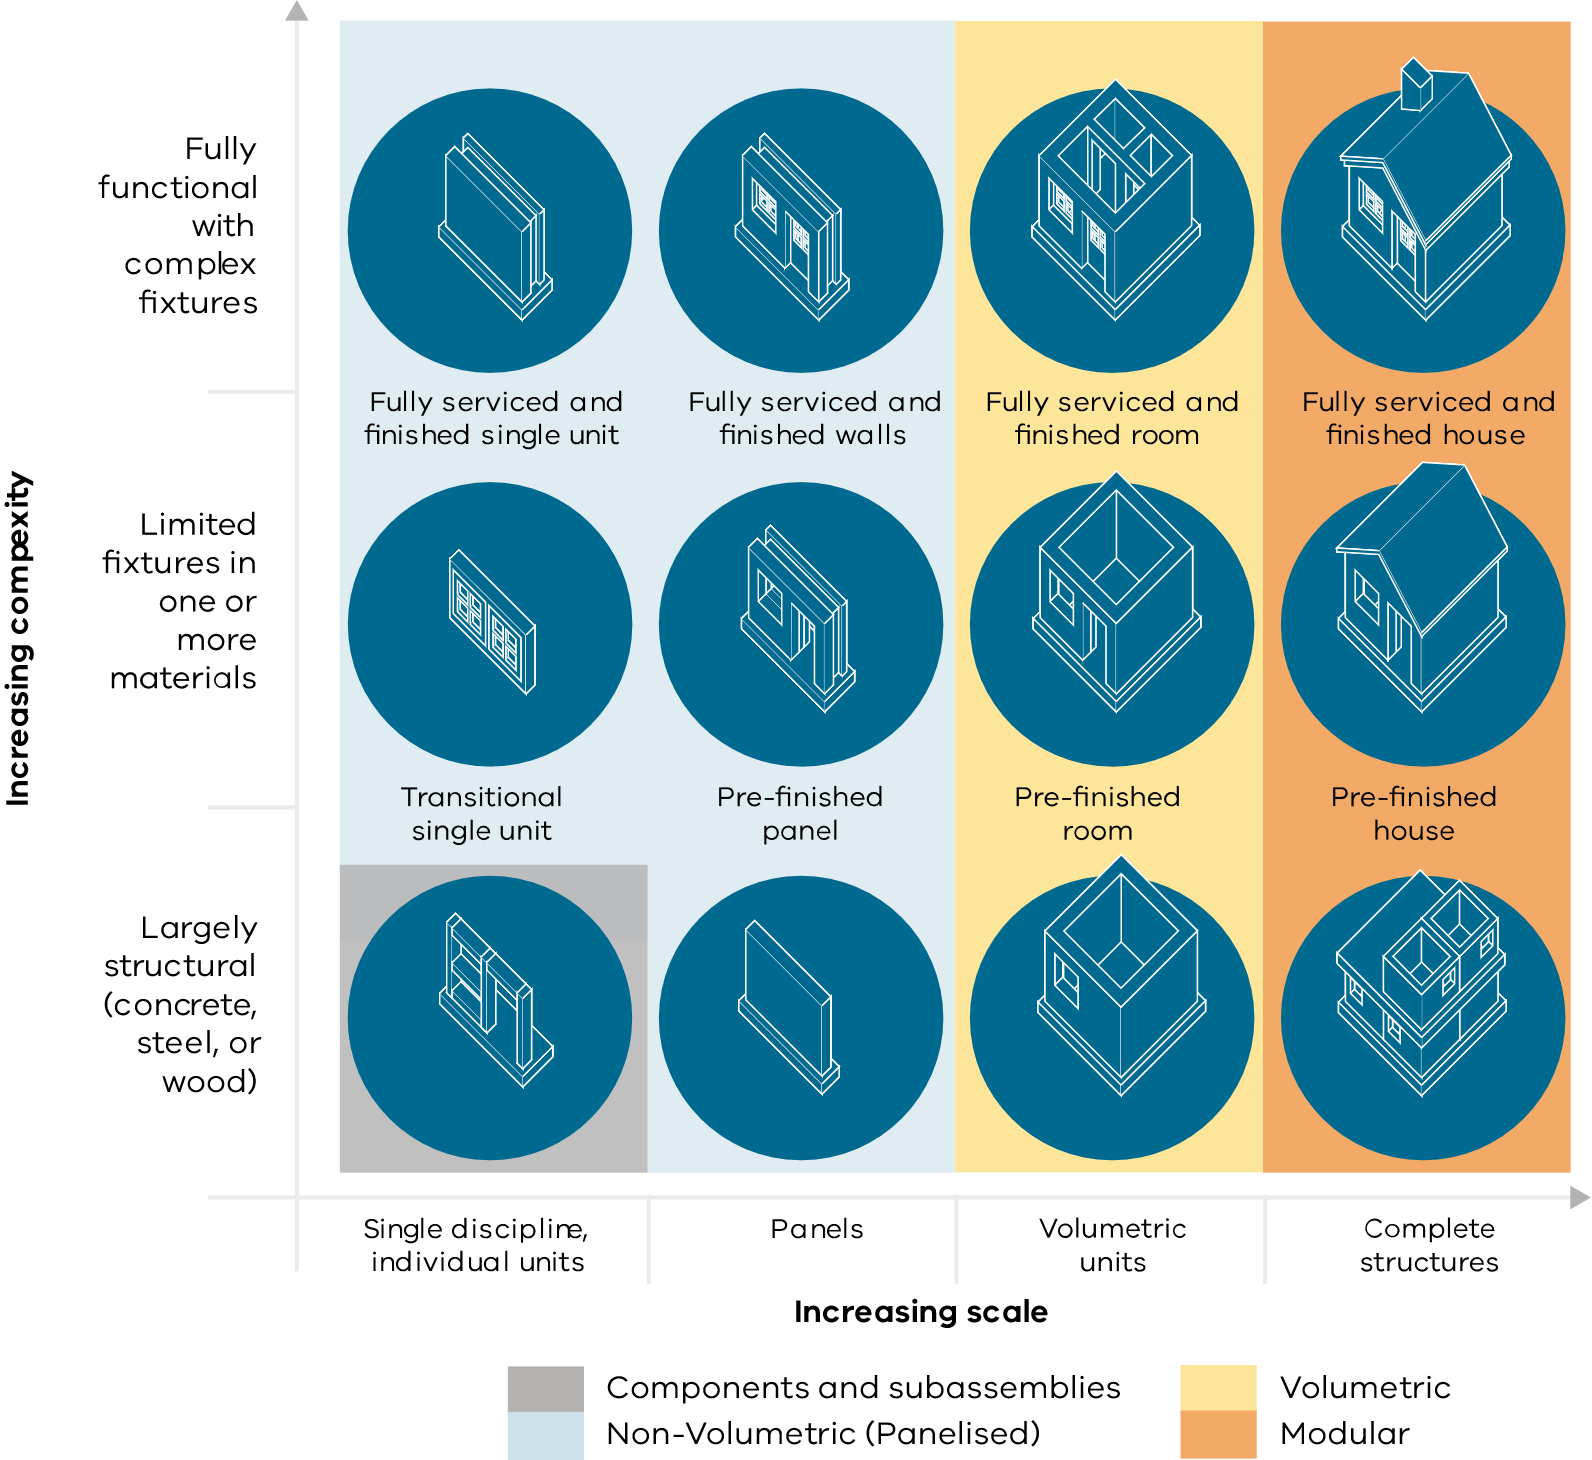 Increasing compexity
Fully
functional
with
complex
fixtures
Fully serviced and
finished single unit
Fully serviced and
finished walls
Fully serviced and
finished room
Fully serviced and
finished house
Limited
fixtures in
one or
more
materials
Transitional
single unit
Pre-finished
panel
Pre-finished
room
Pre-finished
house
Largely
structural
(concrete,
steel, or
wood)
Single discipline,
individual units
Panels
Volumetric
units
Complete
structures
Increasing scale
Components and subassemblies
Non-Volumetric (Panelised)
Volumetric
Modular